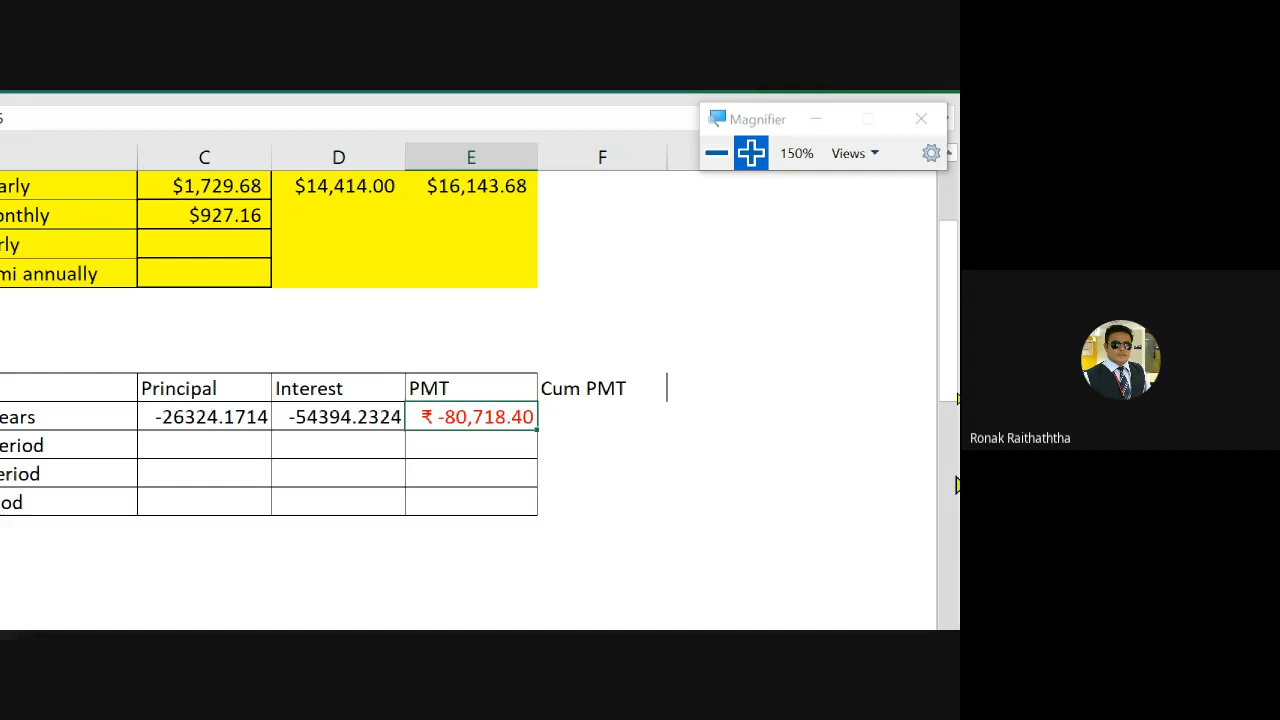 Magnifier
150% Views
C D E F
arly $1,729.68 $14,414.00 $16,143.68
onthly $927.16
rly
mi annually
Principal Interest PMT Cum PMT
ears -26324.1714 -54394.2324 ₹ -80,718.40
eriod
eriod
od
Ronak Raithaththa